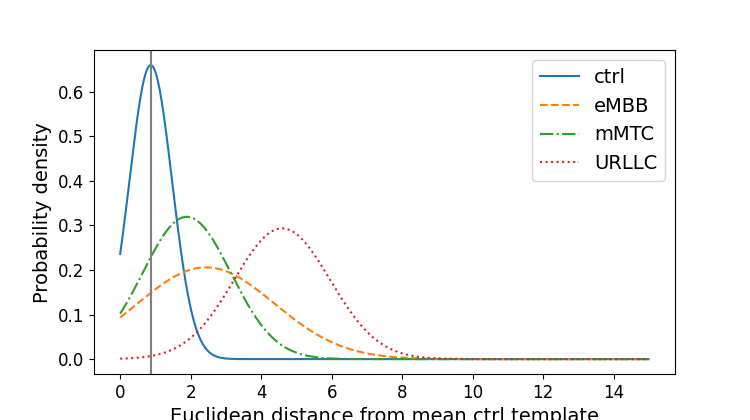 ctrl
eMBB
mMTC
URLLC
Probability density
0.6
0.5
0.4
0.3
0.2
0.1
0.0
0 2 4 6 8 10 12 14
Euclidean distance from mean ctrl template